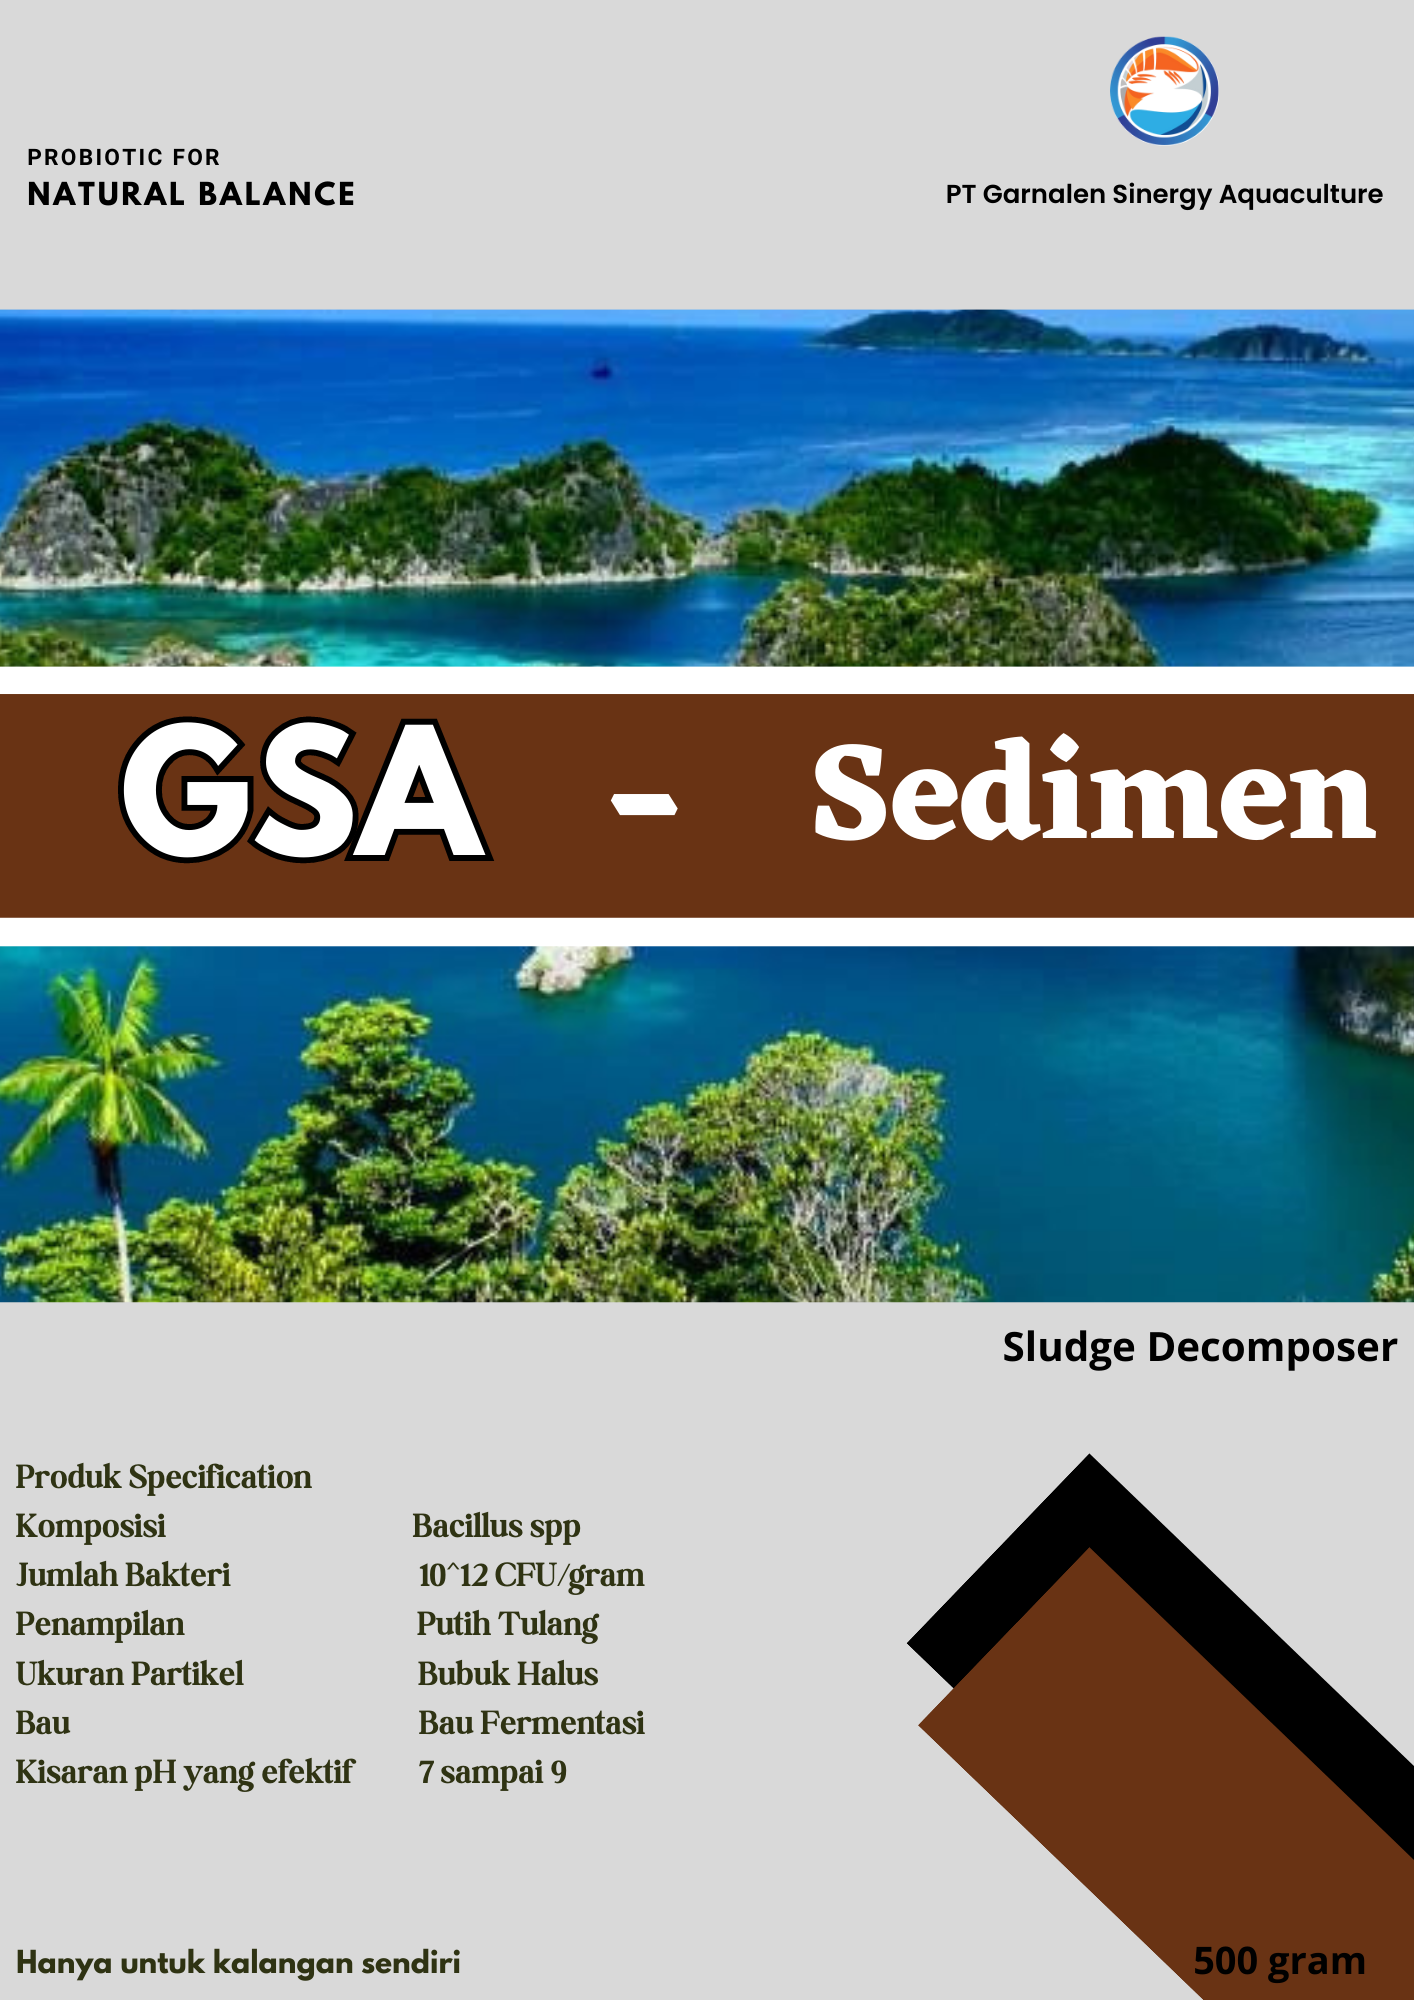 PROBIOTIC FOR
NATURAL BALANCE
PT Garnalen Sinergy Aquaculture
GSA - Sedimen
Sludge Decomposer
Produk Specification
Komposisi Bacillus spp
Jumlah Bakteri 10^12 CFU/gram
Penampilan Putih Tulang
Ukuran Partikel Bubuk Halus
Bau Bau Fermentasi
Kisaran pH yang efektif 7 sampai 9
Hanya untuk kalangan sendiri
500 gram